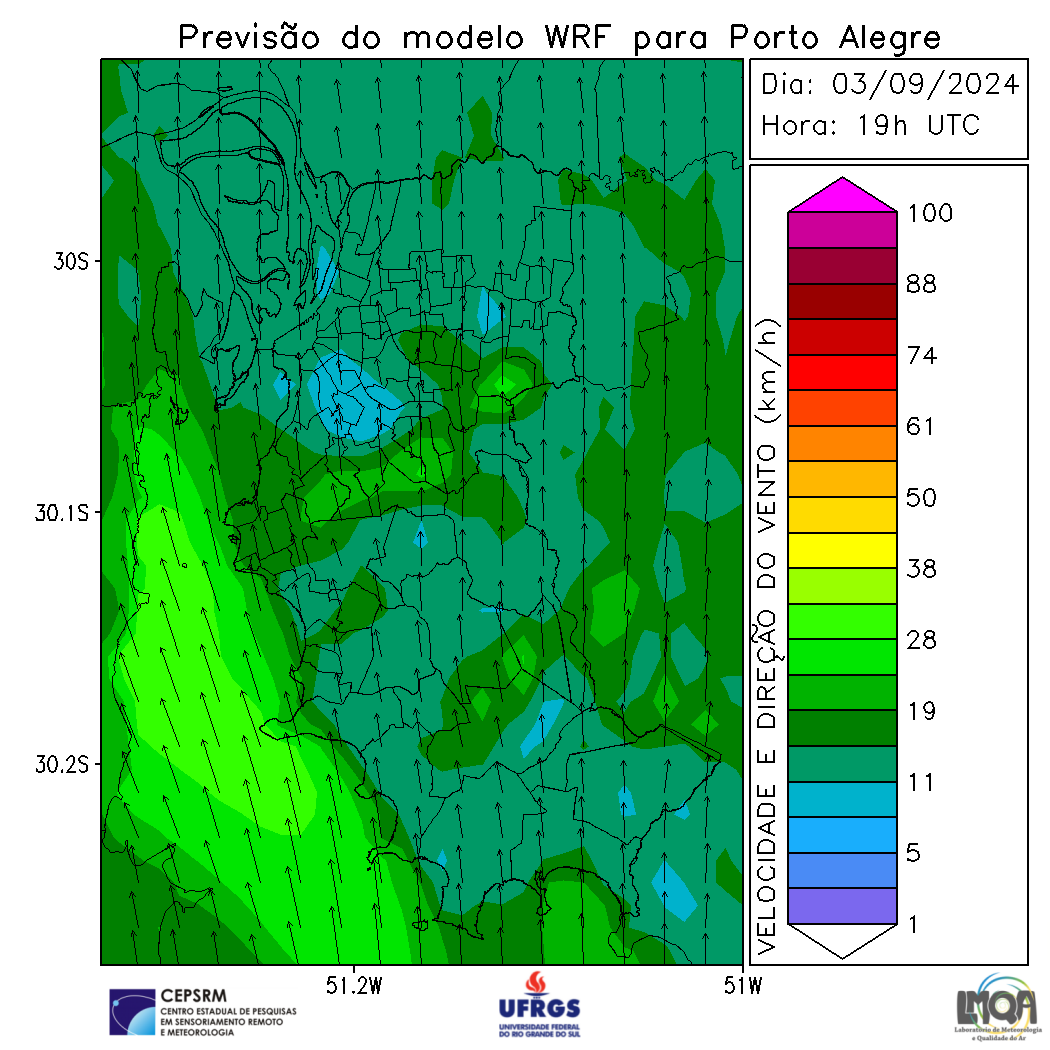 Previsão do modelo WRF para Porto Alegre
Dia: 03/09/2024
Hora: 19h UTC
30S
30.1S
30.2S
51.2W
51W
VELOCIDADE E DIREÇÃO DO VENTO (km/h)
100
88
74
61
50
38
28
19
11
5
1
CEPSRM
CENTRO ESTADUAL DE PESQUISAS
EM SENSORIAMENTO REMOTO
E METEOROLOGIA
UFRGS
UNIVERSIDADE FEDERAL
DO RIO GRANDE DO SUL
LMQA
Laboratório de Meteorologia
e Qualidade do Ar